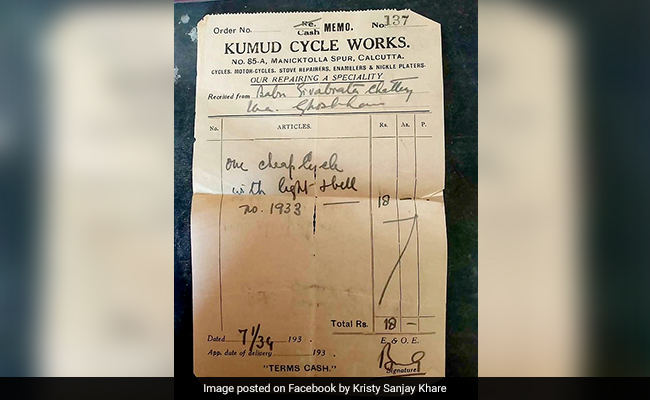 Order No. Re. Cash MEMO. No. 137
KUMUD CYCLE WORKS.
NO. 85-A, MANICKTOLLA SPUR, CALCUTTA.
CYCLES, MOTOR-CYCLES, STOVE REPAIRERS, ENAMELERS & NICKLE PLATERS.
OUR REPAIRING A SPECIALITY
Received from Babu Sivabrata
No. ARTICLES. Rs. As. P.
one cheap Cycle
with light & bell
no. 1933 18 —
Total Rs. 18 —
Dated 7/1/34 193 . E. & O. E.
App. date of delivery 193 .
Signature
"TERMS CASH."
Image posted on Facebook by Kristy Sanjay Khare